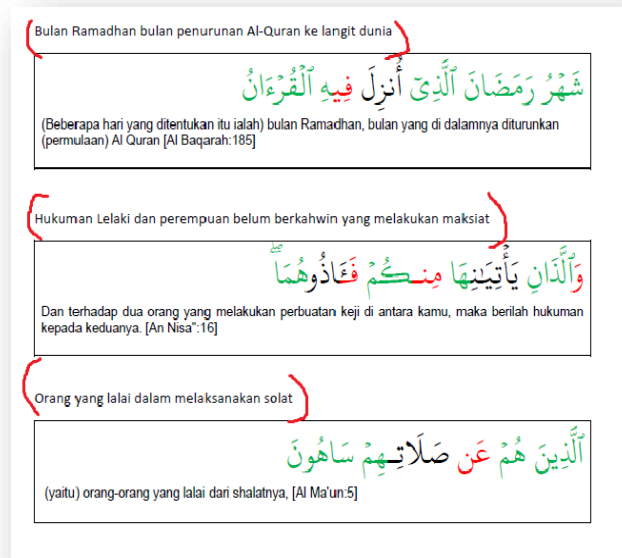 Bulan Ramadhan bulan penurunan Al-Quran ke langit dunia
شَهْرُ رَمَضَانَ ٱلَّذِىٓ أُنزِلَ فِيهِ ٱلْقُرْءَانُ
(Beberapa hari yang ditentukan itu ialah) bulan Ramadhan, bulan yang di dalamnya diturunkan
(permulaan) Al Quran [Al Baqarah:185]
Hukuman Lelaki dan perempuan belum berkahwin yang melakukan maksiat
وَٱلَّذَانِ يَأْتِيَـٰنِهَا مِنكُمْ فَـَٔاذُوهُمَا ۖ
Dan terhadap dua orang yang melakukan perbuatan keji di antara kamu, maka berilah hukuman
kepada keduanya. [An Nisa":16]
Orang yang lalai dalam melaksanakan solat
ٱلَّذِينَ هُمْ عَن صَلَاتِهِمْ سَاهُونَ
(yaitu) orang-orang yang lalai dari shalatnya, [Al Ma'un:5]